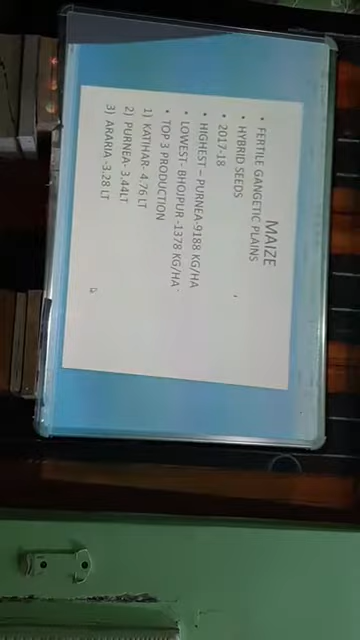 MAIZE
• FERTILE GANGETIC PLAINS
• HYBRID SEEDS
• 2017-18
• HIGHEST – PURNEA-9188 KG/HA
• LOWEST- BHOJPUR -1378 KG/HA
• TOP 3 PRODUCTION
1) KATIHAR- 4.76 LT
2) PURNEA- 3.44LT
3) ARARIA -3.28 LT